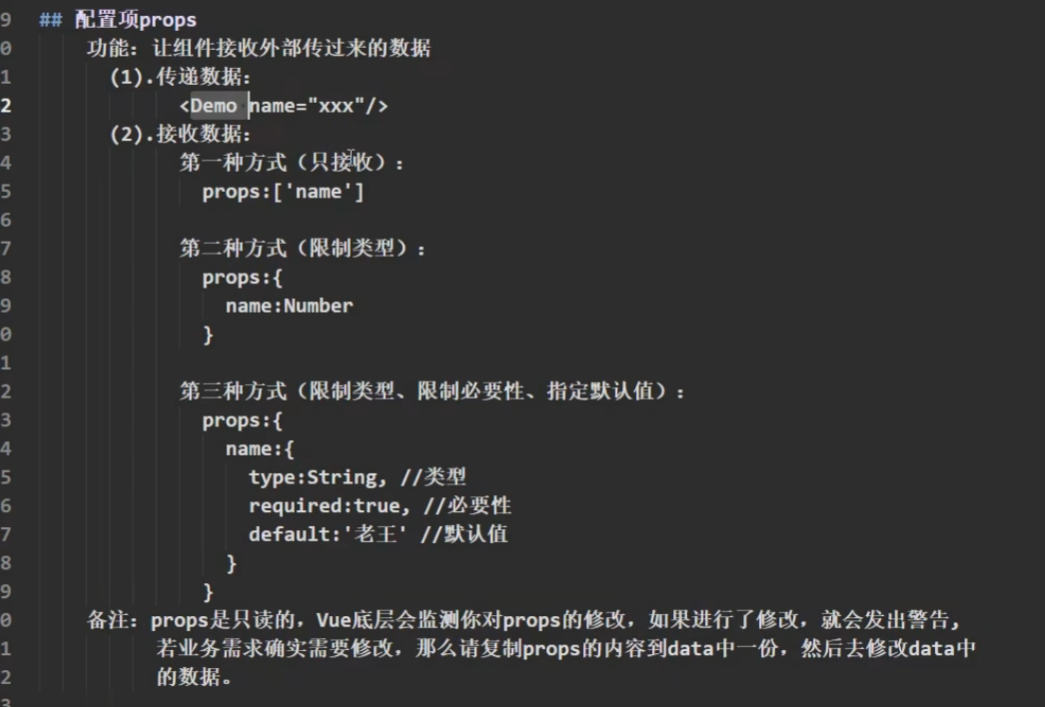 9 ## 配置项props
0 功能：让组件接收外部传过来的数据
1 (1).传递数据：
2 <Demo name="xxx"/>
3 (2).接收数据：
4 第一种方式（只接收）：
5 props:['name']
6
7 第二种方式（限制类型）：
8 props:{
9 name:Number
0 }
1
2 第三种方式（限制类型、限制必要性、指定默认值）：
3 props:{
4 name:{
5 type:String, //类型
6 required:true, //必要性
7 default:'老王' //默认值
8 }
9 }
0 备注：props是只读的，Vue底层会监测你对props的修改，如果进行了修改，就会发出警告，
1 若业务需求确实需要修改，那么请复制props的内容到data中一份，然后去修改data中
2 的数据。
3